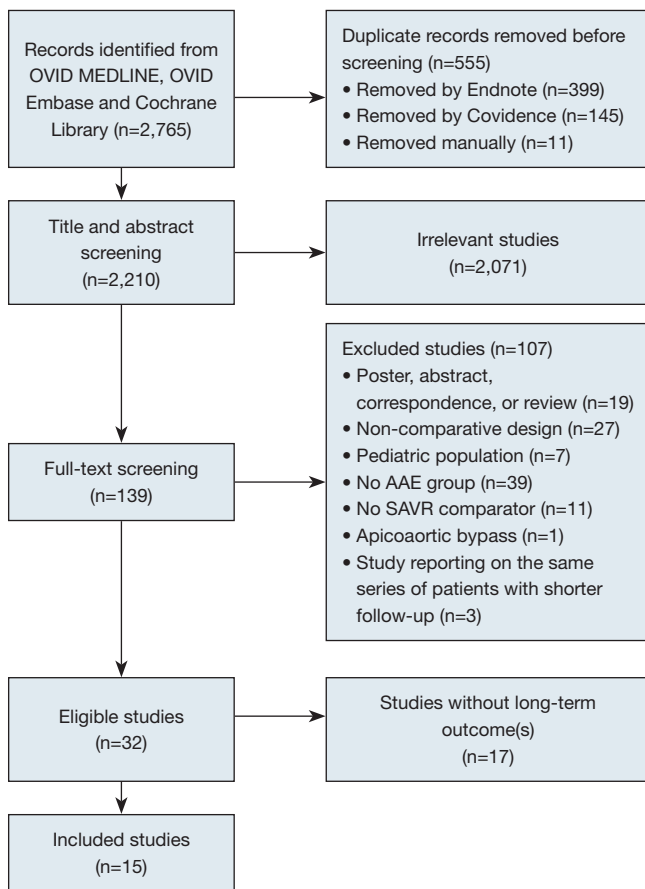 Records identified from
OVID MEDLINE, OVID
Embase and Cochrane
Library (n=2,765)
Duplicate records removed before
screening (n=555)
• Removed by Endnote (n=399)
• Removed by Covidence (n=145)
• Removed manually (n=11)
Title and abstract
screening
(n=2,210)
Irrelevant studies
(n=2,071)
Full-text screening
(n=139)
Excluded studies (n=107)
• Poster, abstract,
correspondence, or review (n=19)
• Non-comparative design (n=27)
• Pediatric population (n=7)
• No AAE group (n=39)
• No SAVR comparator (n=11)
• Apicoaortic bypass (n=1)
• Study reporting on the same
series of patients with shorter
follow-up (n=3)
Eligible studies
(n=32)
Studies without long-term
outcome(s)
(n=17)
Included studies
(n=15)